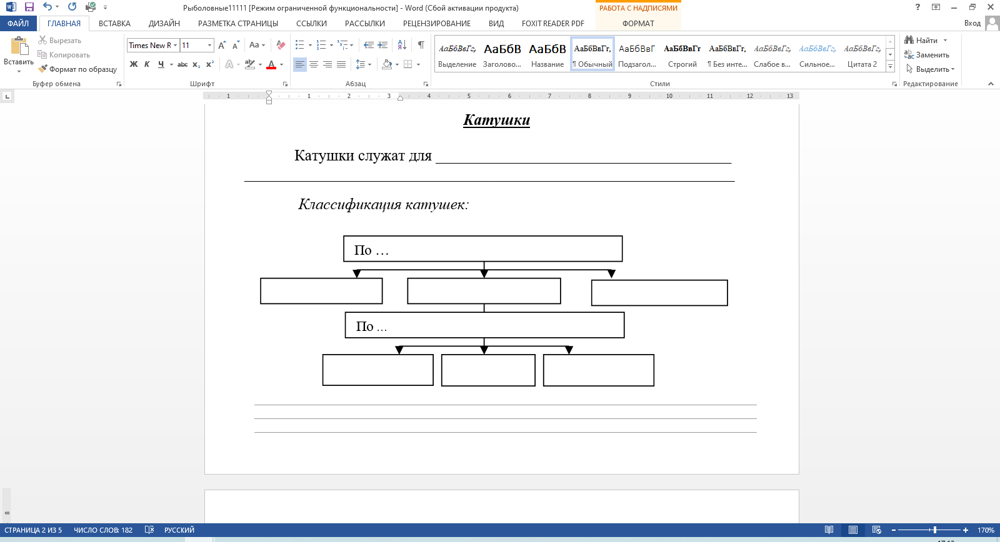 Рыболовные11111 [Режим ограниченной функциональности] - Word (Сбой активации продукта)
РАБОТА С НАДПИСЯМИ
ФАЙЛ ГЛАВНАЯ ВСТАВКА ДИЗАЙН РАЗМЕТКА СТРАНИЦЫ ССЫЛКИ РАССЫЛКИ РЕЦЕНЗИРОВАНИЕ ВИД FOXIT READER PDF ФОРМАТ Вход
Вставить
Вырезать
Копировать
Формат по образцу
Буфер обмена
Times New R 11
Ж К Ч abc x₂ x²
Шрифт
Абзац
АаБбВвГг, АаБбВ АаБбВ АаБбВвГг, АаБбВвГ АаБбВвГг АаБбВвГг, АаБбВвГг, АаБбВвГг, АаБбВвГг,
Выделение Заголово... Название ¶ Обычный Подзагол... Строгий ¶ Без инте... Слабое в... Сильное... Цитата 2
Стили
Найти
Заменить
Выделить
Редактирование
1 1 2 3 4 5 6 7 8 9 10 11 12 13
Катушки
Катушки служат для
Классификация катушек:
По …
По …
8
СТРАНИЦА 2 ИЗ 5 ЧИСЛО СЛОВ: 182 РУССКИЙ 170%